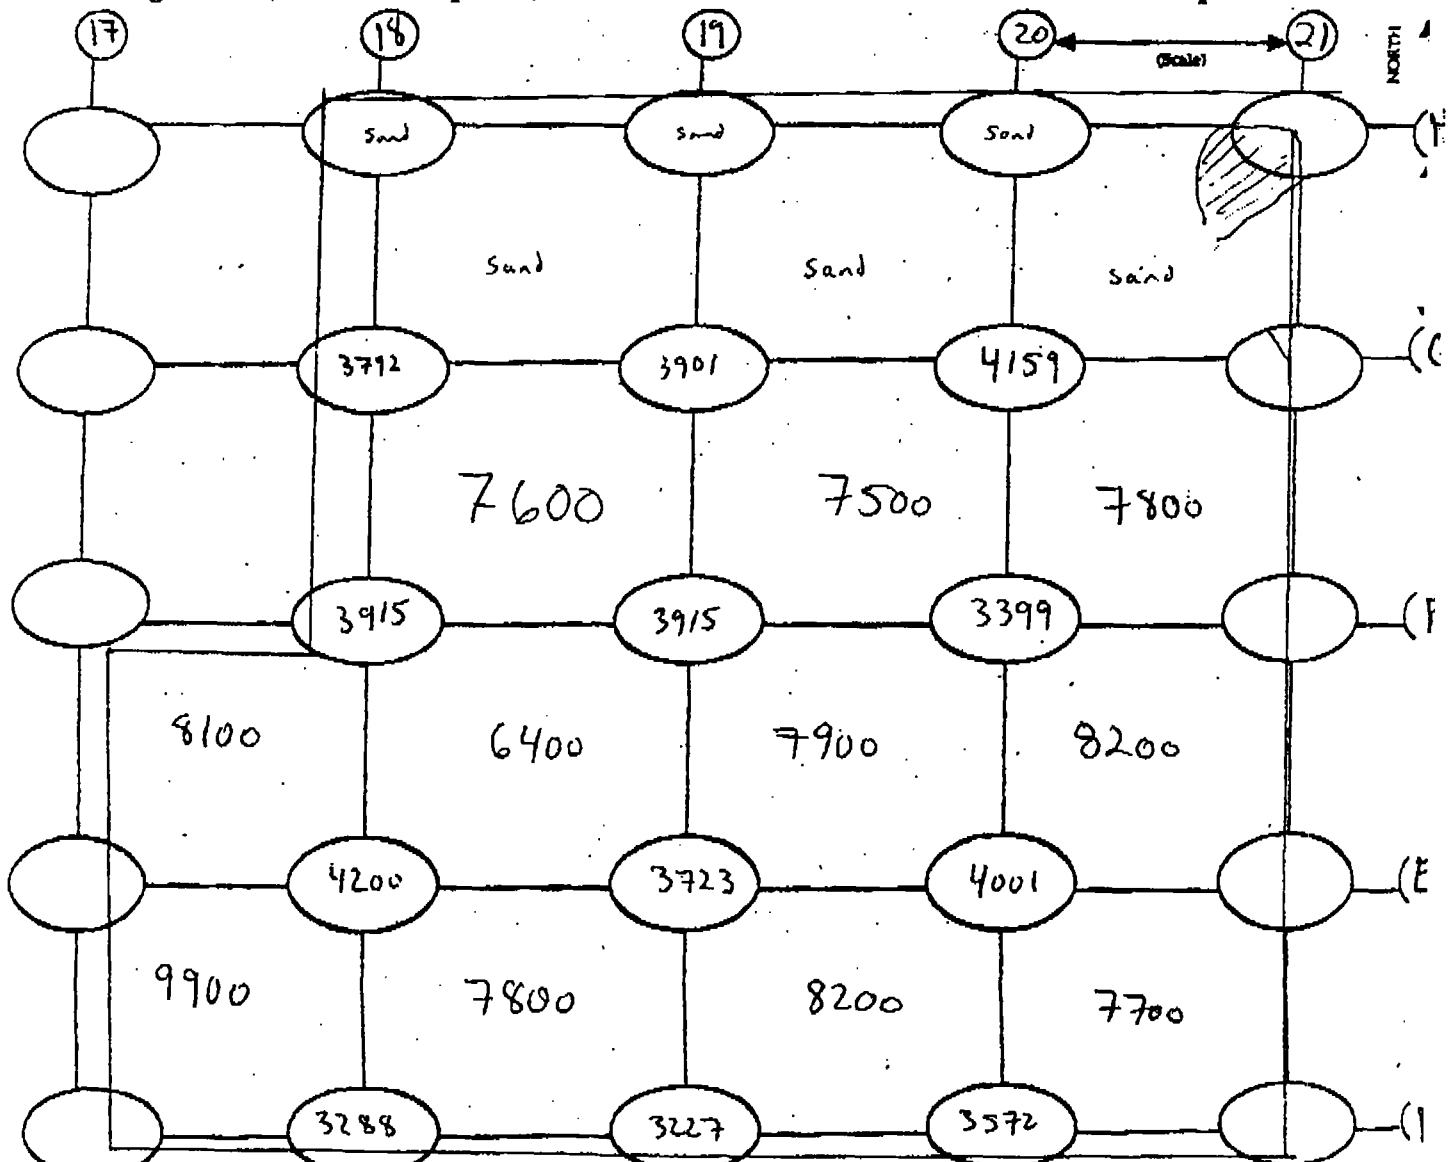 17 18 19 20 21
(Scale)
NORTH
Sand Sand Sand
Sand Sand Sand
3792 3901 4159
7600 7500 7800
3915 3915 3399 (F
8100 6400 7900 8200
4200 3723 4001 (E
9900 7800 8200 7700
3288 3227 3572